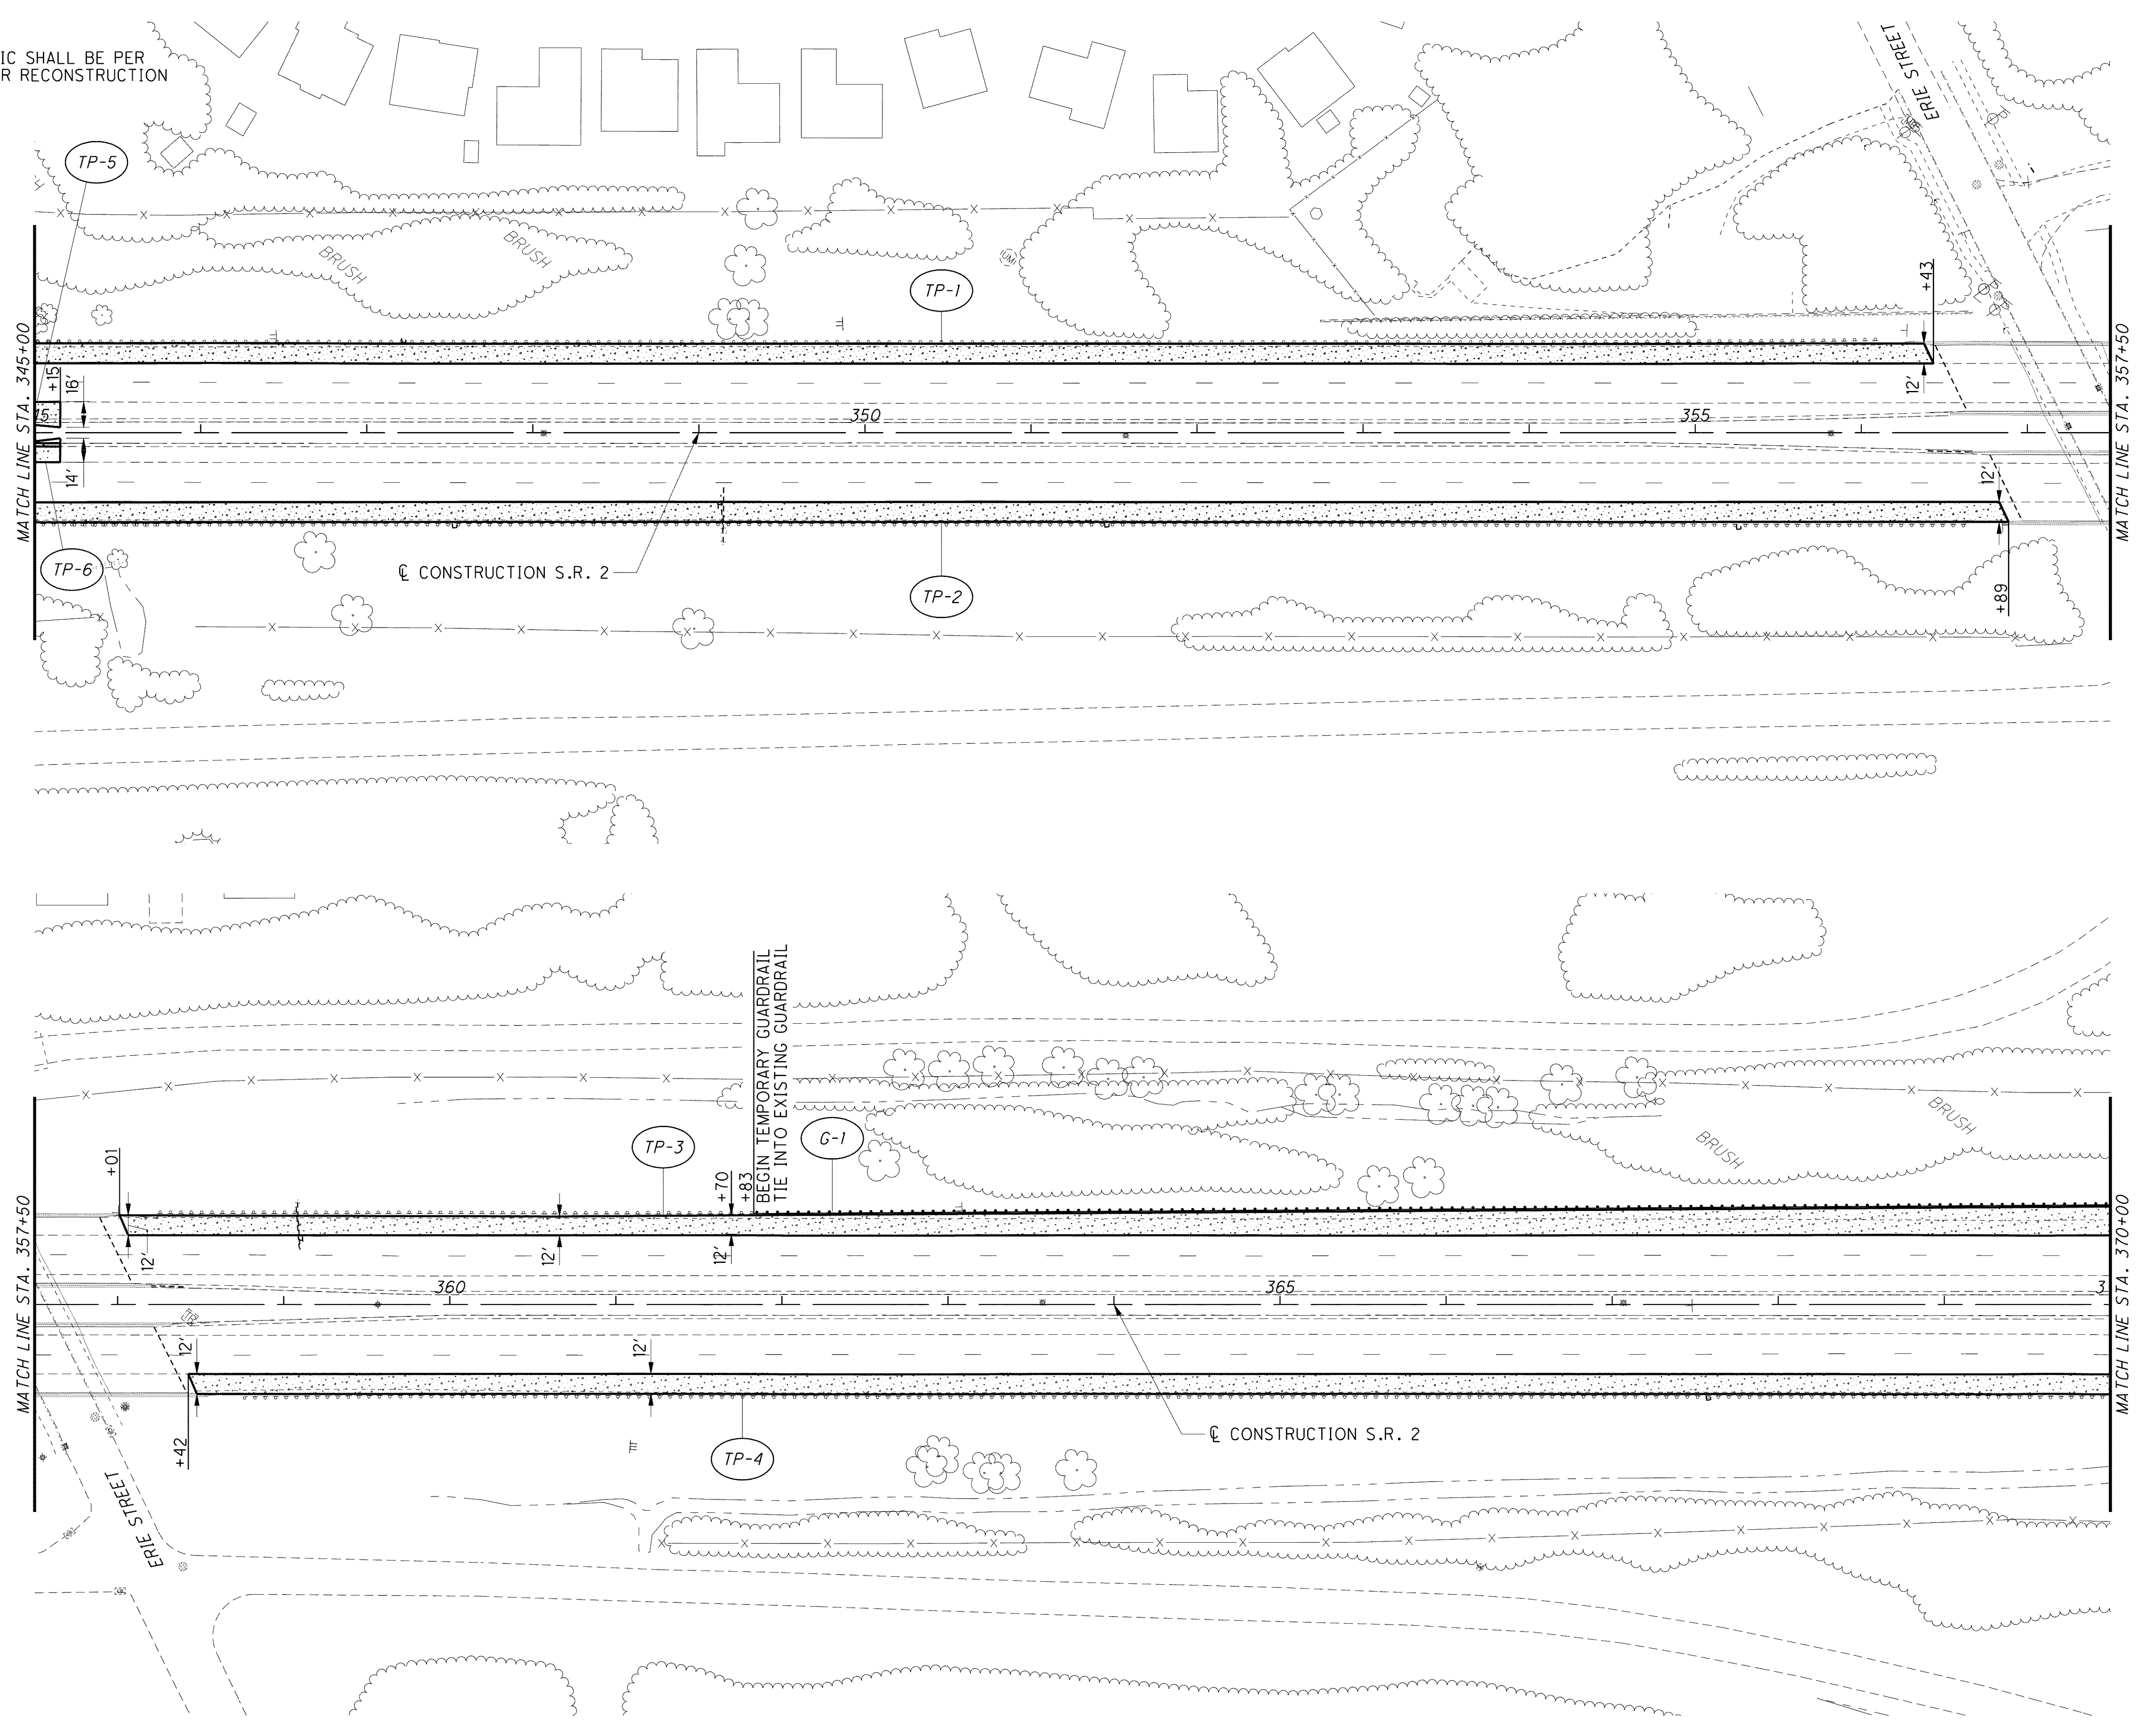 IC SHALL BE PER
R RECONSTRUCTION
ERIE STREET
TP-5
BRUSH
BRUSH
TP-1
+43
MATCH LINE STA. 345+00
+15
16'
15
350
355
12'
MATCH LINE STA. 357+50
14'
12'
TP-6
℄ CONSTRUCTION S.R. 2
TP-2
+89
BEGIN TEMPORARY GUARDRAIL
TIE INTO EXISTING GUARDRAIL
BRUSH
BRUSH
+01
TP-3
G-1
+70
+83
MATCH LINE STA. 357+50
12'
12'
12'
360
365
3
MATCH LINE STA. 370+00
12'
12'
℄ CONSTRUCTION S.R. 2
+42
TP-4
ERIE STREET